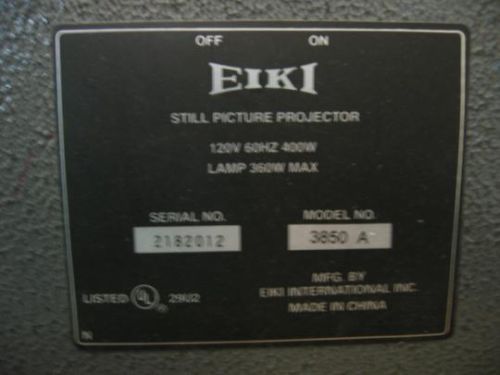 OFF ON
EIKI
STILL PICTURE PROJECTOR
120V 60HZ 400W
LAMP 360W MAX
SERIAL NO. MODEL NO.
2182012 3850 A
MFG. BY
EIKI INTERNATIONAL INC.
LISTED UL 29U2
MADE IN CHINA
N